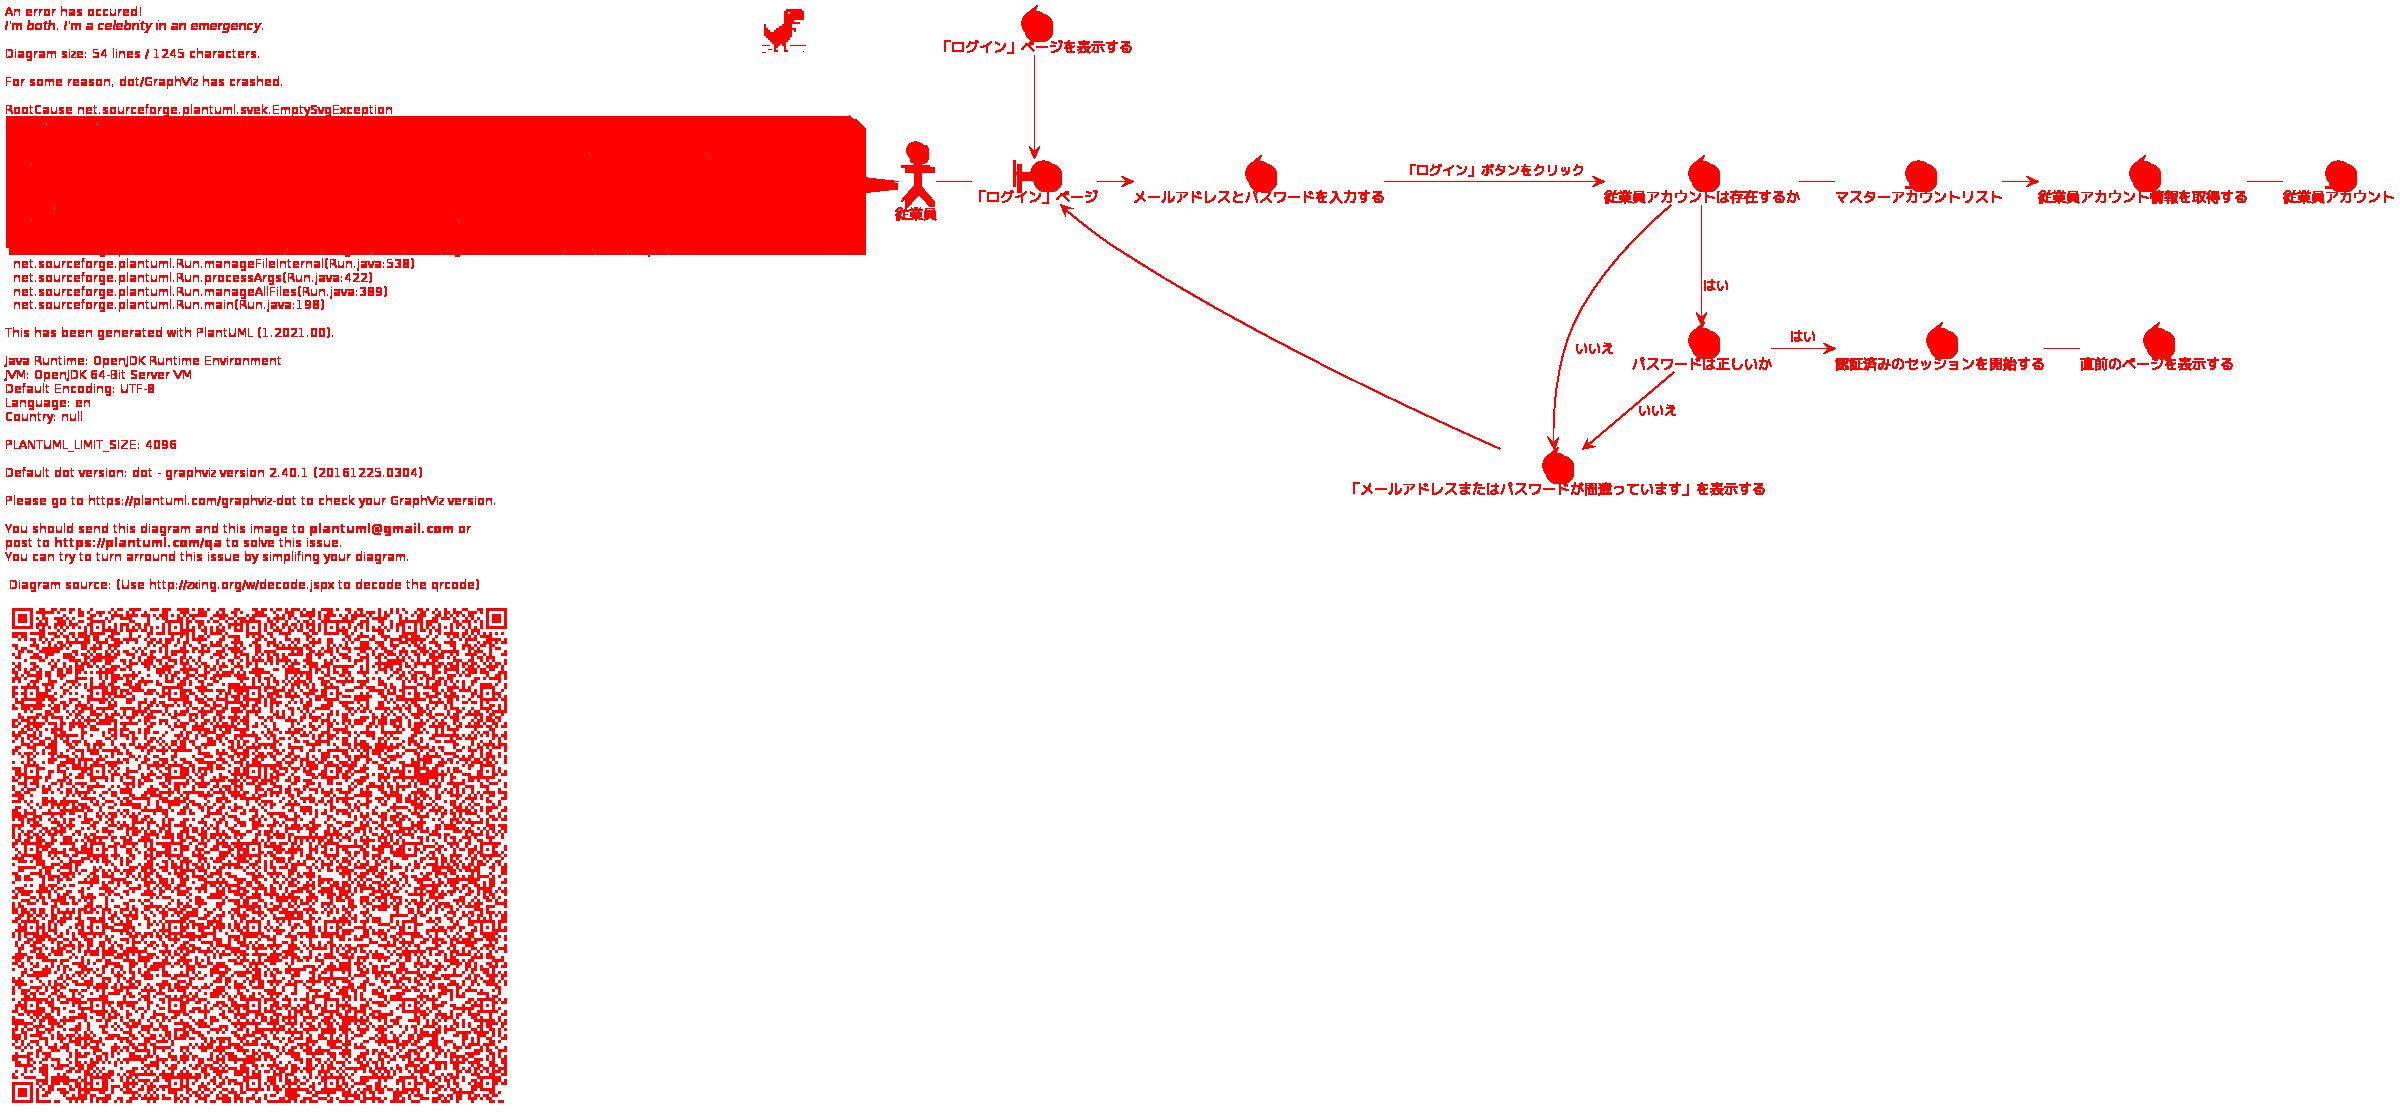 An error has occured!
I'm both. I'm a celebrity in an emergency.
Diagram size: 54 lines / 1245 characters.
For some reason, dot/GraphViz has crashed.
RootCause net.sourceforge.plantuml.svek.EmptySvgException
net.sourceforge.plantuml.Run.manageFileInternal(Run.java:538)
net.sourceforge.plantuml.Run.processArgs(Run.java:422)
net.sourceforge.plantuml.Run.manageAllFiles(Run.java:389)
net.sourceforge.plantuml.Run.main(Run.java:198)
This has been generated with PlantUML (1.2021.00).
Java Runtime: OpenJDK Runtime Environment
JVM: OpenJDK 64-Bit Server VM
Default Encoding: UTF-8
Language: en
Country: null
PLANTUML_LIMIT_SIZE: 4096
Default dot version: dot - graphviz version 2.40.1 (20161225.0304)
Please go to https://plantuml.com/graphviz-dot to check your GraphViz version.
You should send this diagram and this image to plantuml@gmail.com or
post to https://plantuml.com/qa to solve this issue.
You can try to turn arround this issue by simplifing your diagram.
Diagram source: (Use http://zxing.org/w/decode.jspx to decode the qrcode)
「ログイン」ページを表示する
従業員
「ログイン」ページ
メールアドレスとパスワードを入力する
「ログイン」ボタンをクリック
従業員アカウントは存在するか
マスターアカウントリスト
従業員アカウント情報を取得する
従業員アカウント
はい
いいえ
パスワードは正しいか
はい
認証済みのセッションを開始する
直前のページを表示する
いいえ
「メールアドレスまたはパスワードが間違っています」を表示する